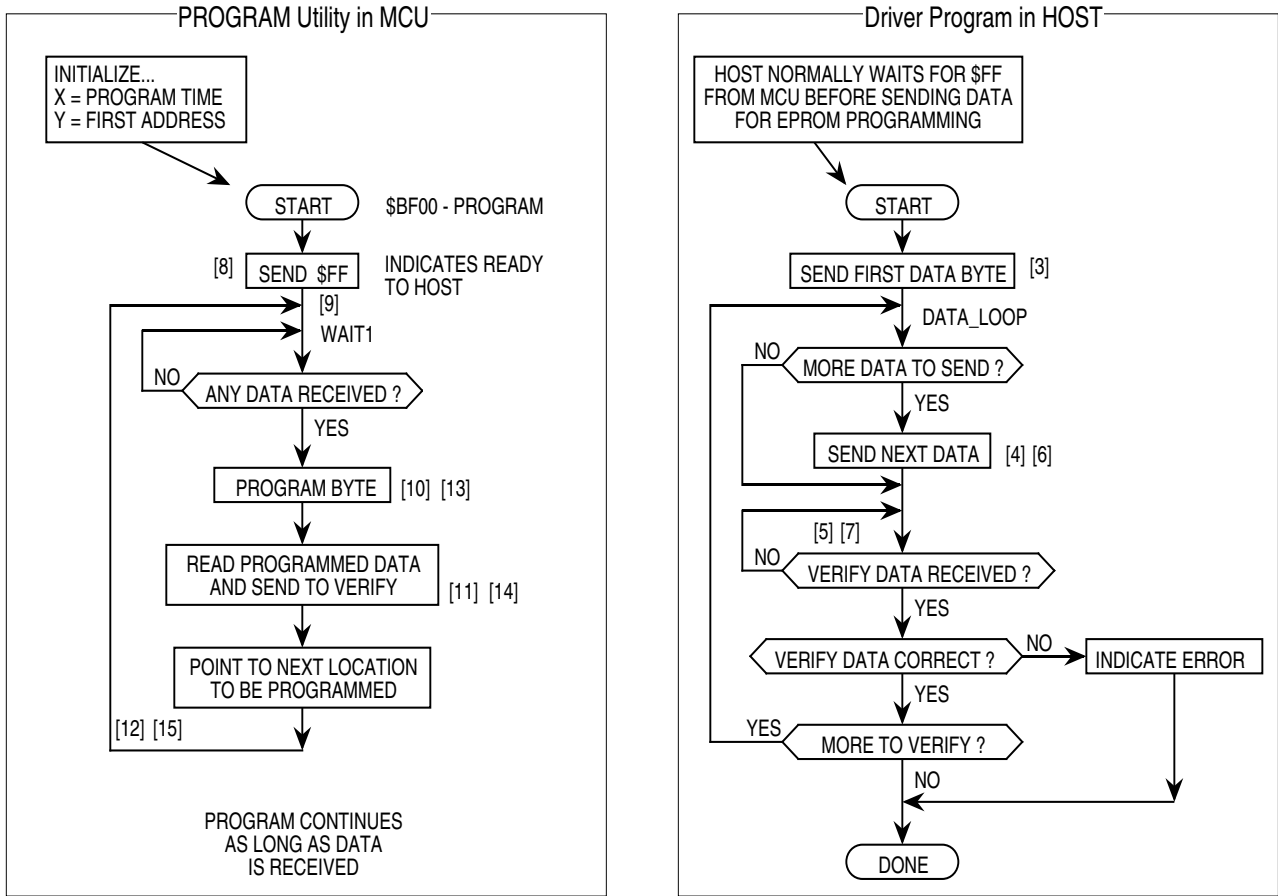 PROGRAM Utility in MCU
INITIALIZE...
X = PROGRAM TIME
Y = FIRST ADDRESS
START
$BF00 - PROGRAM
[8]
SEND $FF
INDICATES READY
TO HOST
[9]
WAIT1
NO
ANY DATA RECEIVED ?
YES
PROGRAM BYTE
[10] [13]
READ PROGRAMMED DATA
AND SEND TO VERIFY
[11] [14]
POINT TO NEXT LOCATION
TO BE PROGRAMMED
[12] [15]
PROGRAM CONTINUES
AS LONG AS DATA
IS RECEIVED
Driver Program in HOST
HOST NORMALLY WAITS FOR $FF
FROM MCU BEFORE SENDING DATA
FOR EPROM PROGRAMMING
START
SEND FIRST DATA BYTE
[3]
DATA_LOOP
NO
MORE DATA TO SEND ?
YES
SEND NEXT DATA
[4] [6]
[5] [7]
NO
VERIFY DATA RECEIVED ?
YES
VERIFY DATA CORRECT ?
NO
INDICATE ERROR
YES
YES
MORE TO VERIFY ?
NO
DONE